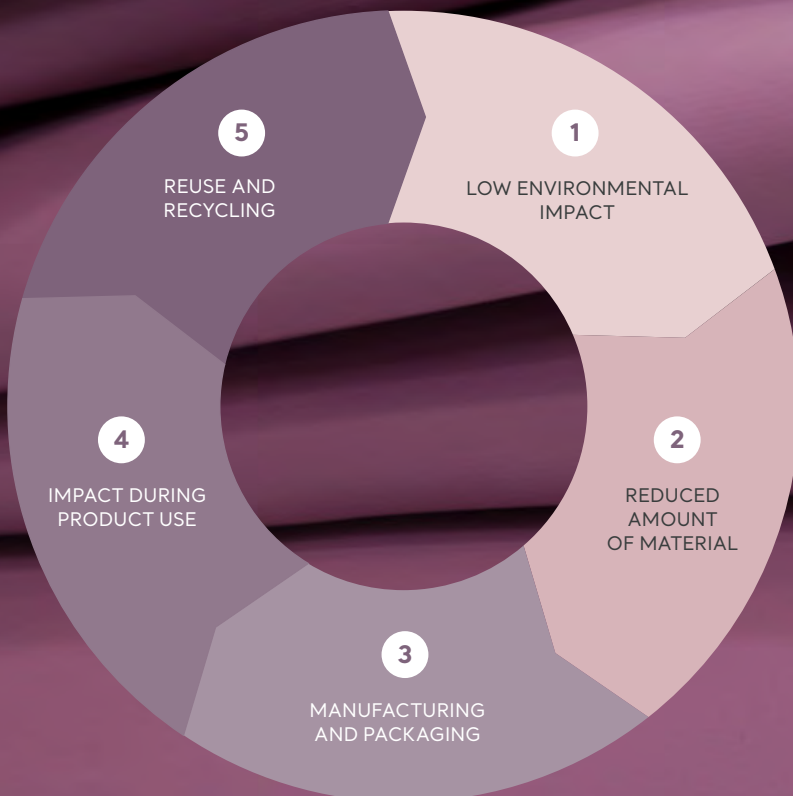 1
LOW ENVIRONMENTAL
IMPACT
2
REDUCED
AMOUNT
OF MATERIAL
3
MANUFACTURING
AND PACKAGING
4
IMPACT DURING
PRODUCT USE
5
REUSE AND
RECYCLING